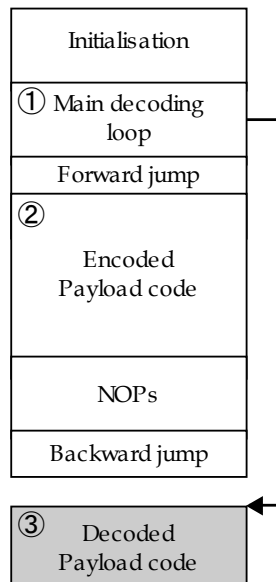 Initialisation
① Main decoding
loop
Forward jump
②
Encoded
Payload code
NOPs
Backward jump
③ Decoded
Payload code